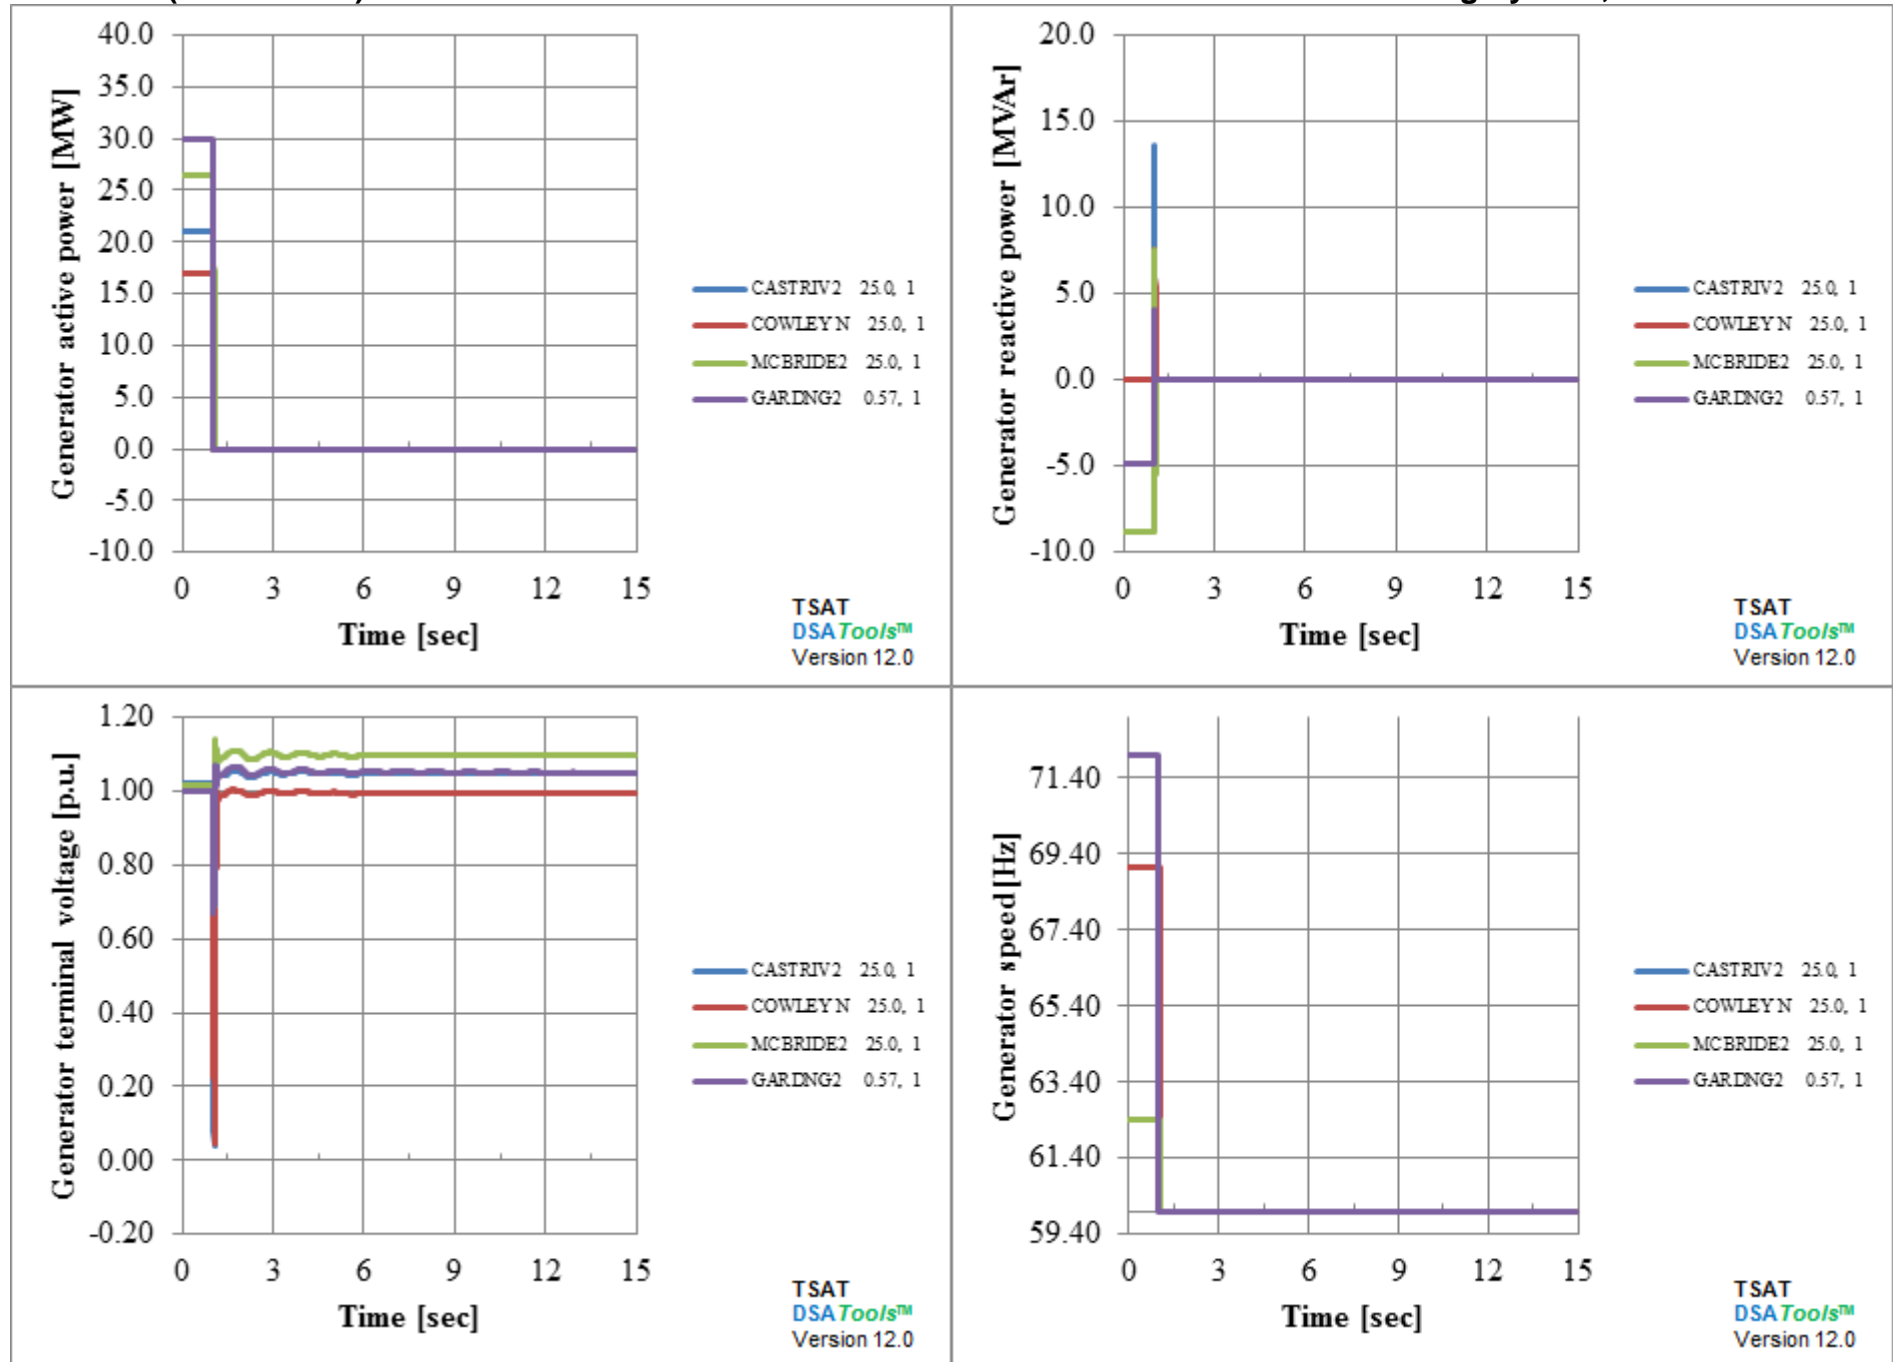 40.0
35.0
30.0
25.0
20.0
15.0
10.0
5.0
0.0
-5.0
-10.0
Generator active power [MW]
0 3 6 9 12 15
Time [sec]
CASTRIV2 25.0, 1
COWLEY N 25.0, 1
MCBRIDE2 25.0, 1
GARDNG2 0.57, 1
TSAT
DSATools™
Version 12.0
20.0
15.0
10.0
5.0
0.0
-5.0
-10.0
Generator reactive power [MVAr]
0 3 6 9 12 15
Time [sec]
CASTRIV2 25.0, 1
COWLEY N 25.0, 1
MCBRIDE2 25.0, 1
GARDNG2 0.57, 1
TSAT
DSATools™
Version 12.0
1.20
1.00
0.80
0.60
0.40
0.20
0.00
-0.20
Generator terminal voltage [p.u.]
0 3 6 9 12 15
Time [sec]
CASTRIV2 25.0, 1
COWLEY N 25.0, 1
MCBRIDE2 25.0, 1
GARDNG2 0.57, 1
TSAT
DSATools™
Version 12.0
71.40
69.40
67.40
65.40
63.40
61.40
59.40
Generator speed[Hz]
0 3 6 9 12 15
Time [sec]
CASTRIV2 25.0, 1
COWLEY N 25.0, 1
MCBRIDE2 25.0, 1
GARDNG2 0.57, 1
TSAT
DSATools™
Version 12.0